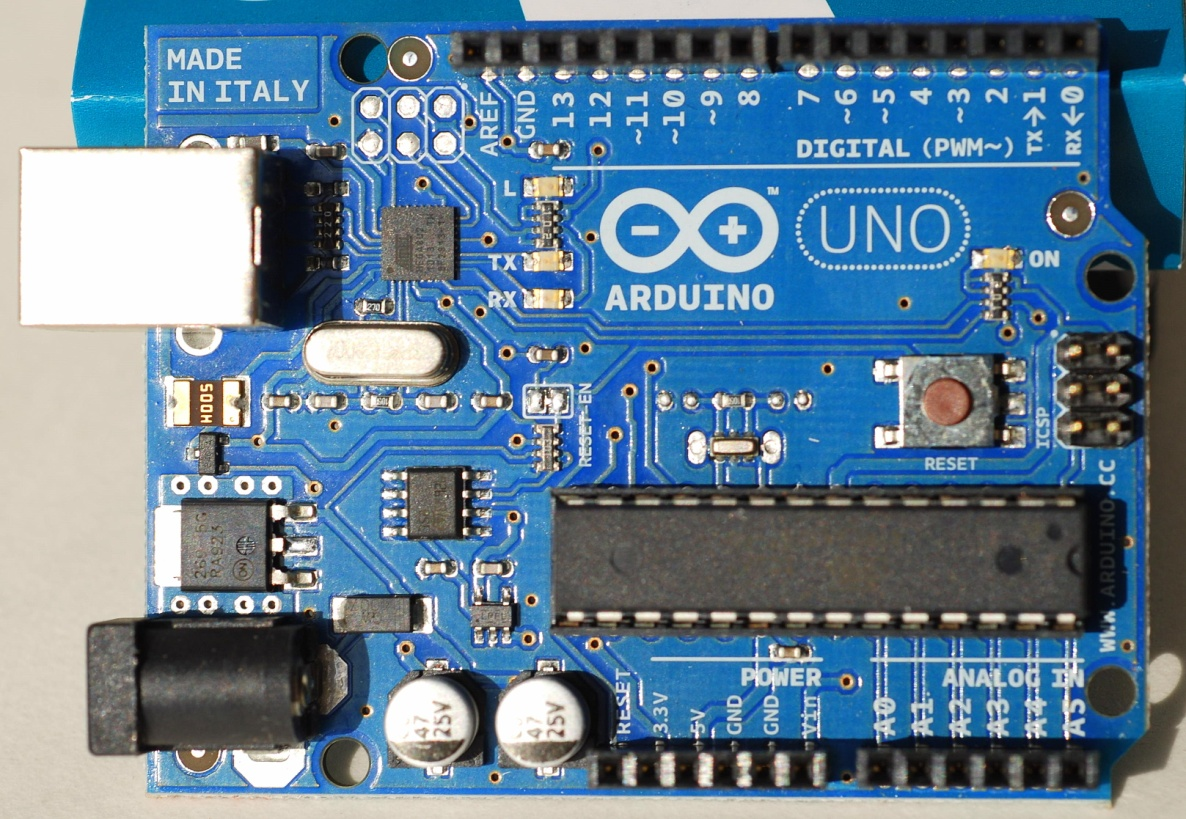 MADE
IN ITALY
AREF
GND
13
12
~11
~10
~9
8
7
~6
~5
4
~3
2
TX→1
RX←0
DIGITAL (PWM~)
L
TX
RX
™
UNO
ARDUINO
ON
RESET-EN
RESET
ICSP
WWW.ARDUINO.CC
47
25V
47
25V
POWER
ANALOG IN
RESET
3.3V
5V
GND
GND
Vin
A0
A1
A2
A3
A4
A5